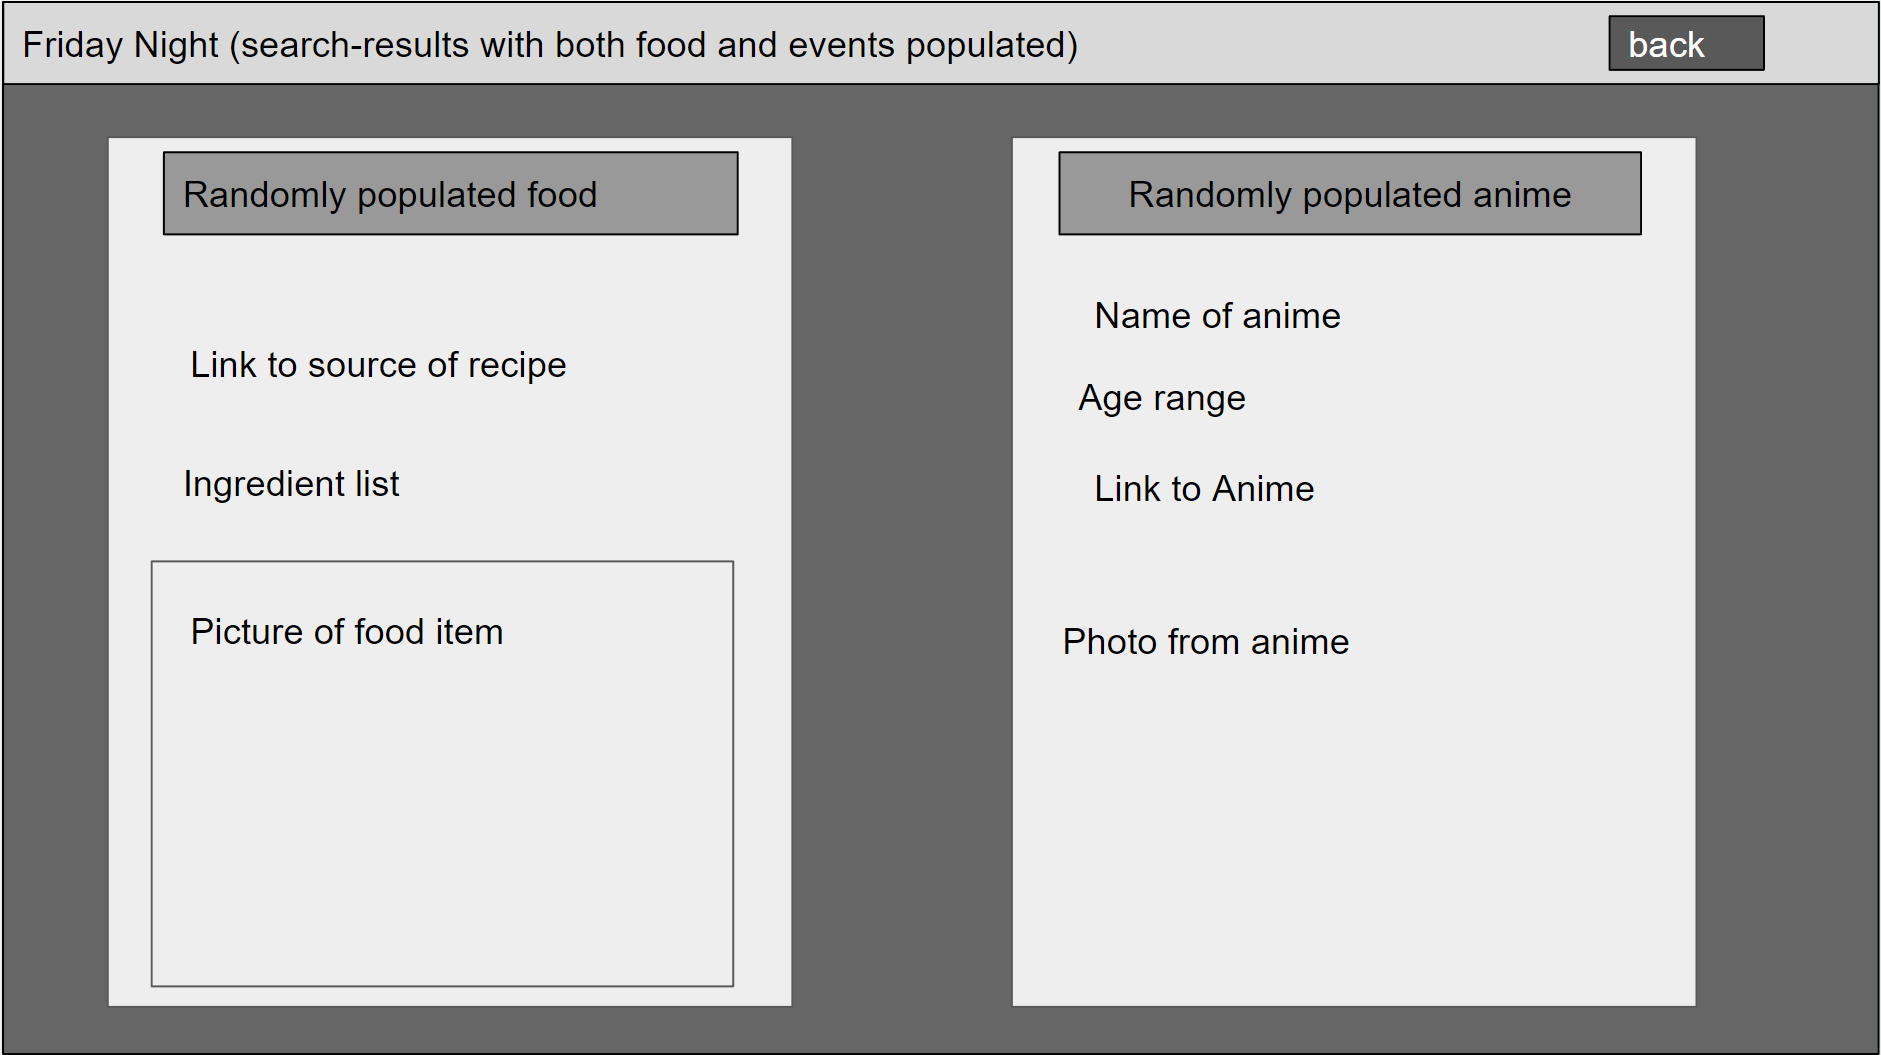 Friday Night (search-results with both food and events populated)
back
Randomly populated food
Link to source of recipe
Ingredient list
Picture of food item
Randomly populated anime
Name of anime
Age range
Link to Anime
Photo from anime